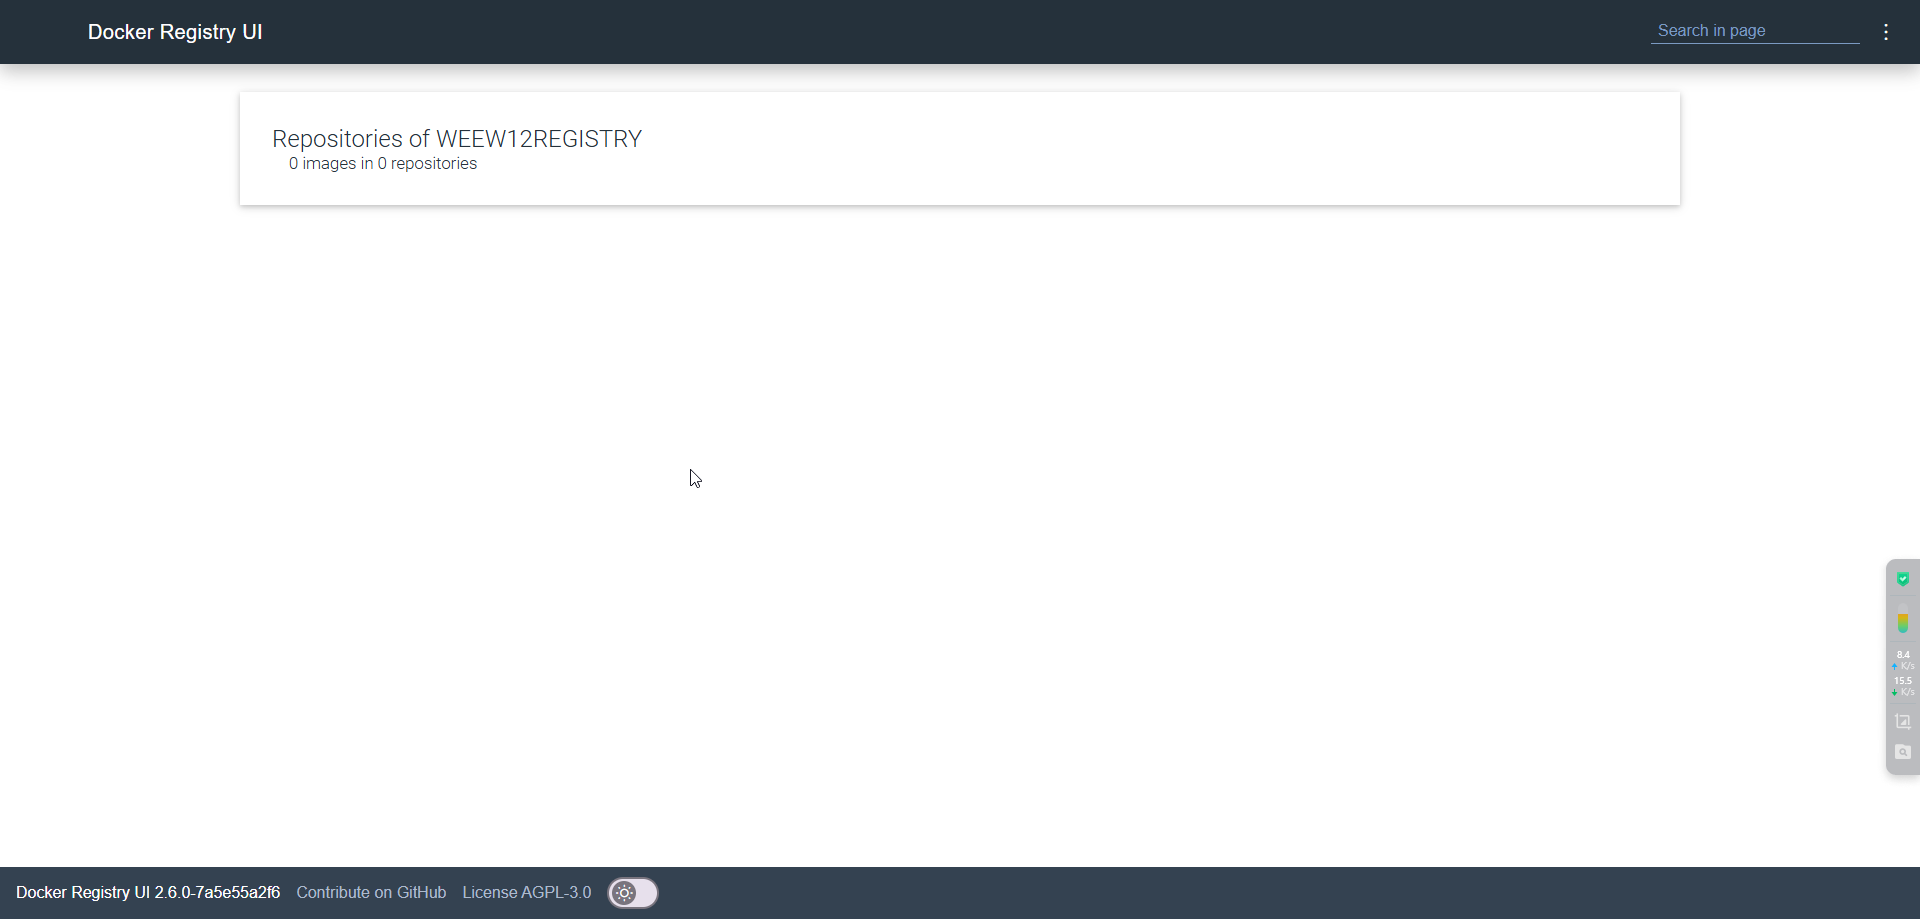 Docker Registry UI
Search in page
Repositories of WEEW12REGISTRY
0 images in 0 repositories
8.4
K/s
15.5
K/s
Docker Registry UI 2.6.0-7a5e55a2f6 Contribute on GitHub License AGPL-3.0